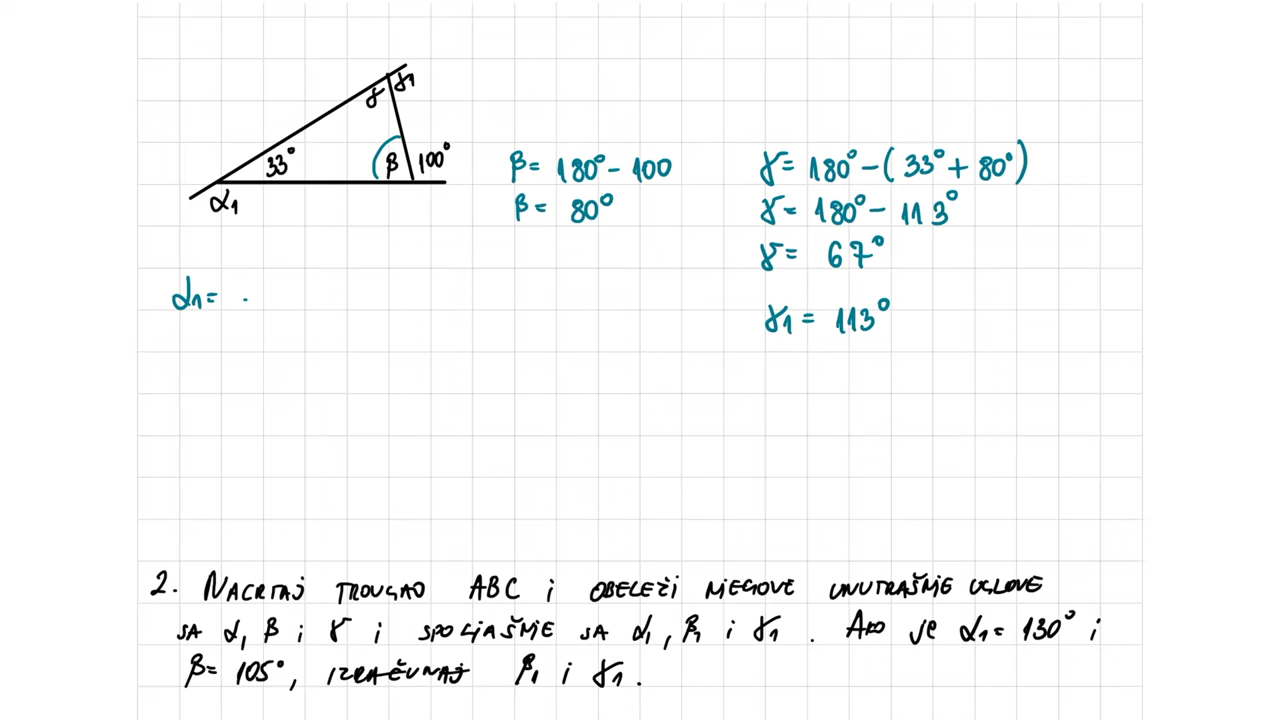 γ γ1
33° β 100°
α1
β = 180° - 100
β = 80°
γ = 180° - (33° + 80°)
γ = 180° - 113°
γ = 67°
γ1 = 113°
α1 =
2. NACRTAJ TROUGAO ABC i OBELEŽI NJEGOVE UNUTRAŠNJE UGLOVE
SA α, β i γ i SPOLJAŠNJE SA α1, β1 i γ1. AKO JE α1 = 130° i
β = 105°, IZRAČUNAJ β1 i γ1.